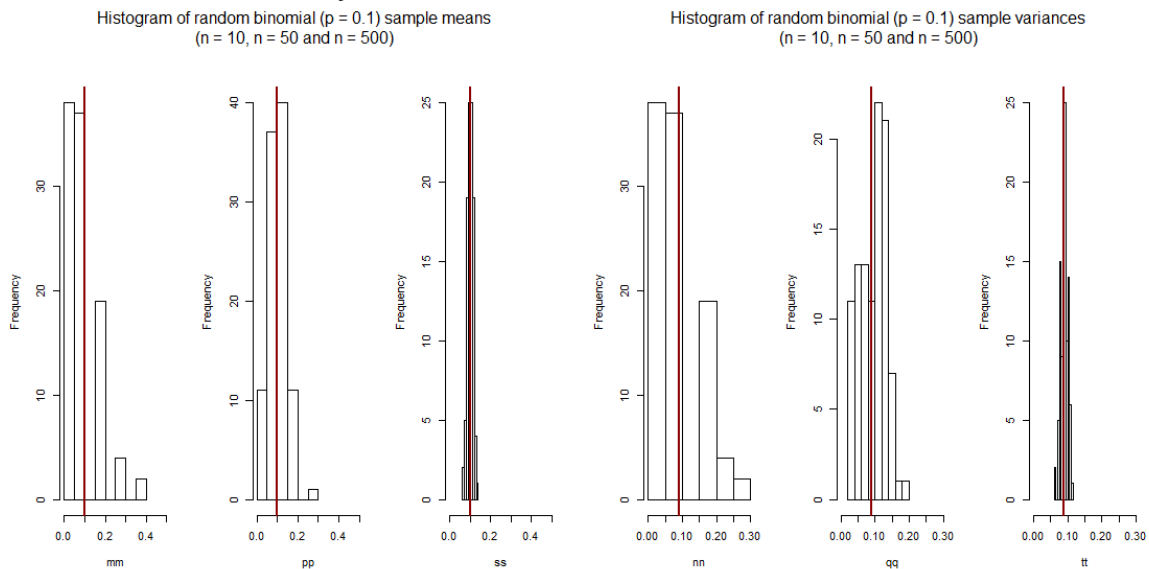 Histogram of random binomial (p = 0.1) sample means
(n = 10, n = 50 and n = 500)
Histogram of random binomial (p = 0.1) sample variances
(n = 10, n = 50 and n = 500)
Frequency
0 10 20 30
0.0 0.2 0.4
mm
Frequency
0 10 20 30 40
0.0 0.2 0.4
pp
Frequency
0 5 10 15 20 25
0.0 0.2 0.4
ss
Frequency
0 10 20 30
0.00 0.10 0.20 0.30
nn
Frequency
0 5 10 15 20
0.00 0.10 0.20 0.30
qq
Frequency
0 5 10 15 20 25
0.00 0.10 0.20 0.30
tt